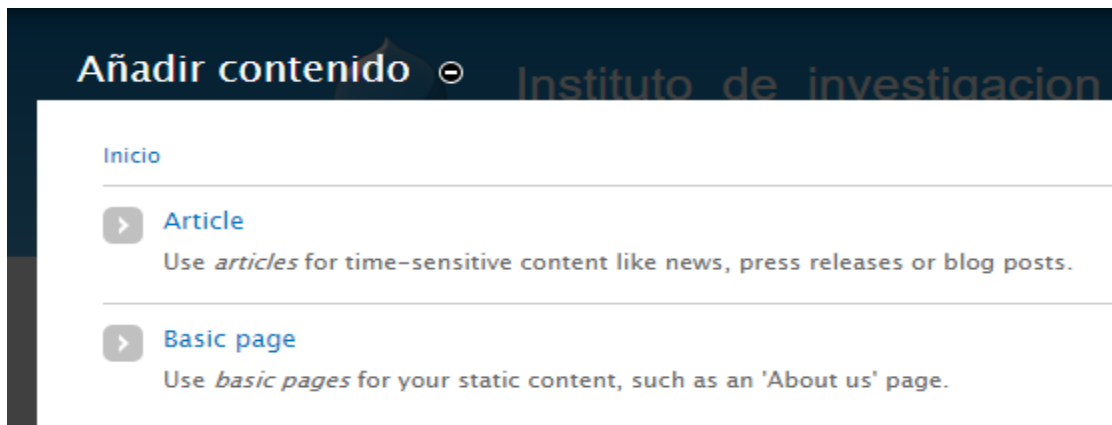 Añadir contenido
Instituto de investigacion
Inicio
Article
Use articles for time-sensitive content like news, press releases or blog posts.
Basic page
Use basic pages for your static content, such as an 'About us' page.